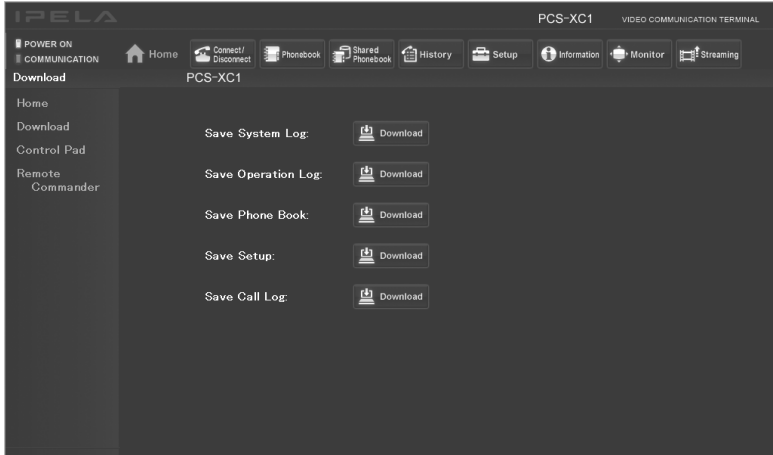 IPELA
PCS-XC1 VIDEO COMMUNICATION TERMINAL
POWER ON
COMMUNICATION
Home
Connect/
Disconnect
Phonebook
Shared
Phonebook
History
Setup
Information
Monitor
Streaming
Download
PCS-XC1
Home
Download
Control Pad
Remote
Commander
Save System Log: Download
Save Operation Log: Download
Save Phone Book: Download
Save Setup: Download
Save Call Log: Download